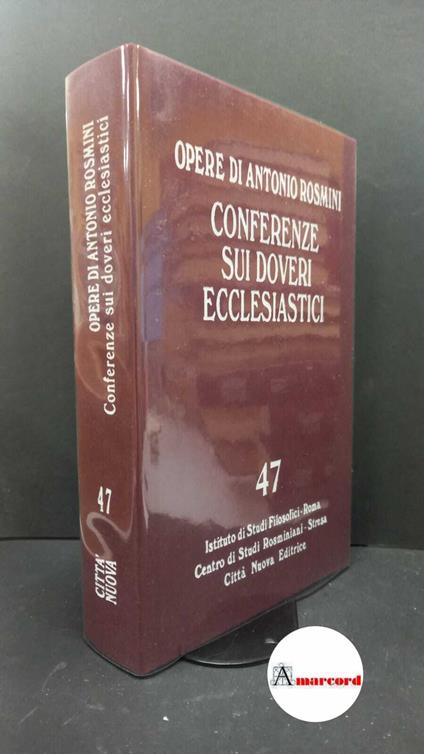 OPERE DI ANTONIO ROSMINI
Conferenze sui doveri ecclesiastici
47
CITTA'
NUOVA
OPERE DI ANTONIO ROSMINI
CONFERENZE
SUI DOVERI
ECCLESIASTICI
47
Istituto di Studi Filosofici - Roma
Centro di Studi Rosminiani - Stresa
Città Nuova Editrice
Amarcord